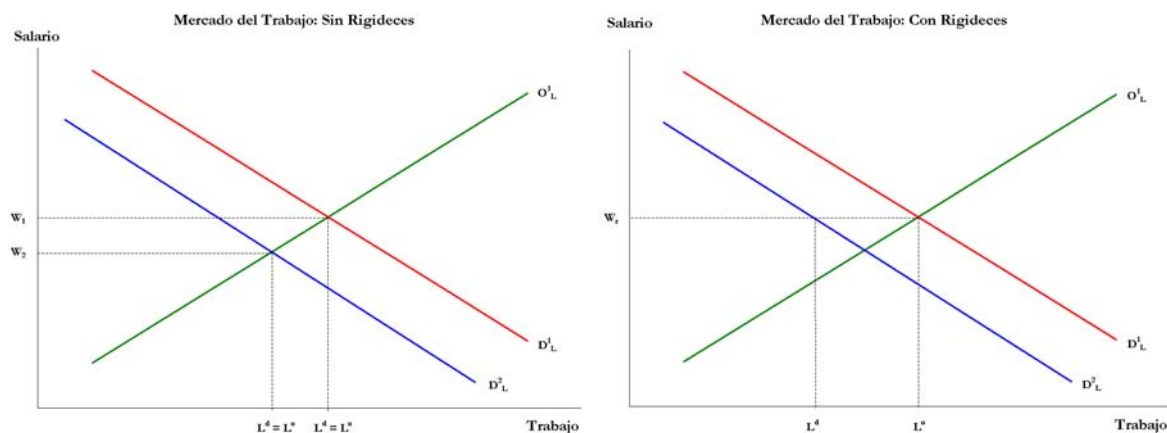 Mercado del Trabajo: Sin Rigideces
Salario
O¹L
W₁
W₂
D¹L
D²L
Lᵈ = Lº
Lᵈ = Lº
Trabajo
Mercado del Trabajo: Con Rigideces
Salario
O¹L
Wᵣ
D¹L
D²L
Lᵈ
Lº
Trabajo